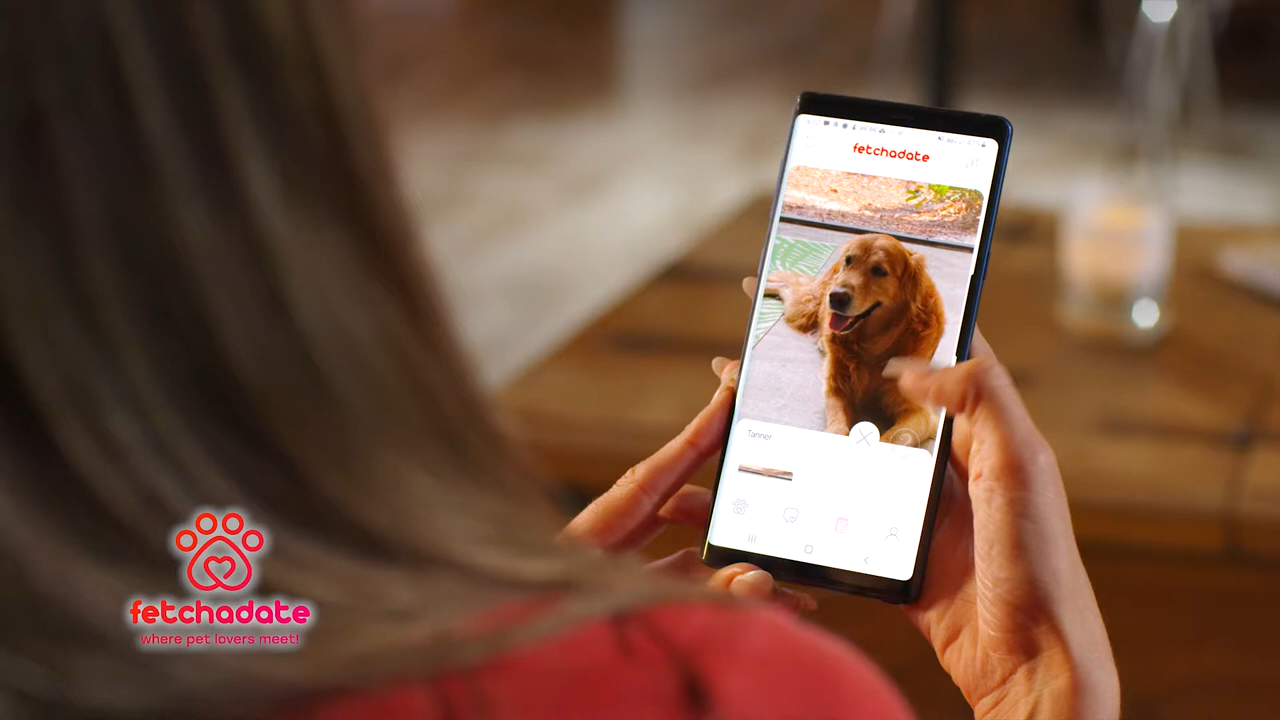 fetchadate
Tanner
fetchadate
where pet lovers meet!